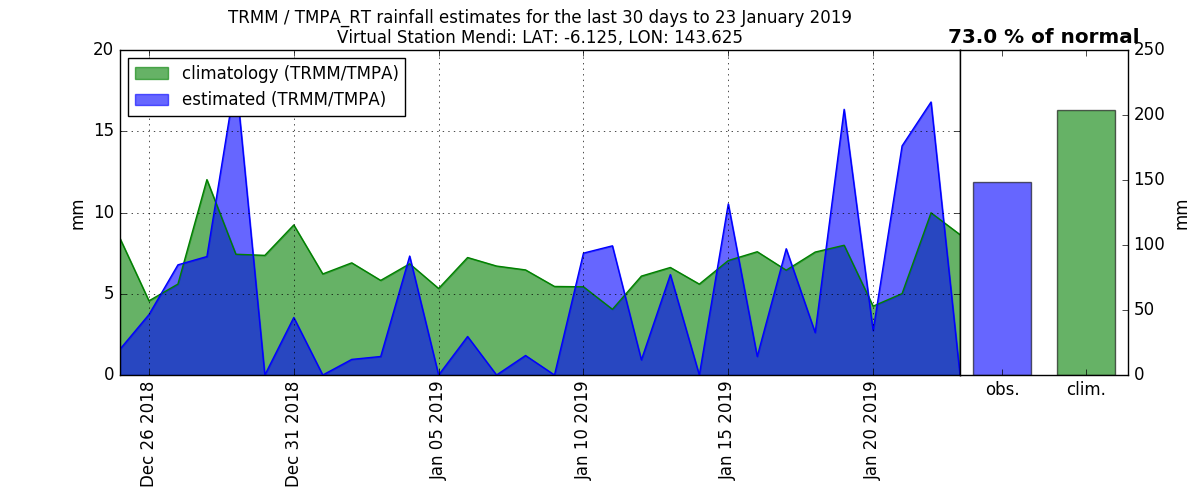 TRMM / TMPA_RT rainfall estimates for the last 30 days to 23 January 2019
Virtual Station Mendi: LAT: -6.125, LON: 143.625
73.0 % of normal
climatology (TRMM/TMPA)
estimated (TRMM/TMPA)
20
15
10
5
0
mm
Dec 26 2018
Dec 31 2018
Jan 05 2019
Jan 10 2019
Jan 15 2019
Jan 20 2019
250
200
150
100
50
0
mm
obs.
clim.